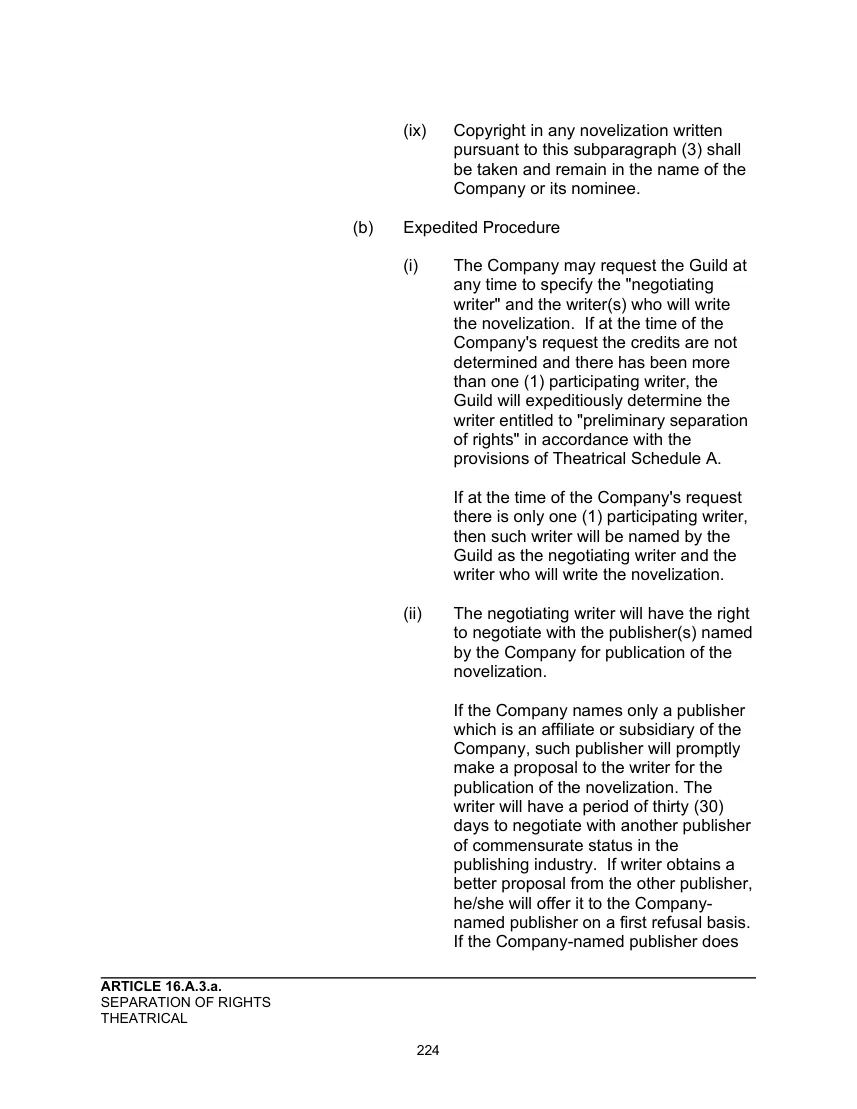 (ix) Copyright in any novelization written
pursuant to this subparagraph (3) shall
be taken and remain in the name of the
Company or its nominee.
(b) Expedited Procedure
(i) The Company may request the Guild at
any time to specify the "negotiating
writer" and the writer(s) who will write
the novelization.  If at the time of the
Company's request the credits are not
determined and there has been more
than one (1) participating writer, the
Guild will expeditiously determine the
writer entitled to "preliminary separation
of rights" in accordance with the
provisions of Theatrical Schedule A.
If at the time of the Company's request
there is only one (1) participating writer,
then such writer will be named by the
Guild as the negotiating writer and the
writer who will write the novelization.
(ii) The negotiating writer will have the right
to negotiate with the publisher(s) named
by the Company for publication of the
novelization.
If the Company names only a publisher
which is an affiliate or subsidiary of the
Company, such publisher will promptly
make a proposal to the writer for the
publication of the novelization. The
writer will have a period of thirty (30)
days to negotiate with another publisher
of commensurate status in the
publishing industry.  If writer obtains a
better proposal from the other publisher,
he/she will offer it to the Company-
named publisher on a first refusal basis.
If the Company-named publisher does
ARTICLE 16.A.3.a.
SEPARATION OF RIGHTS
THEATRICAL
224